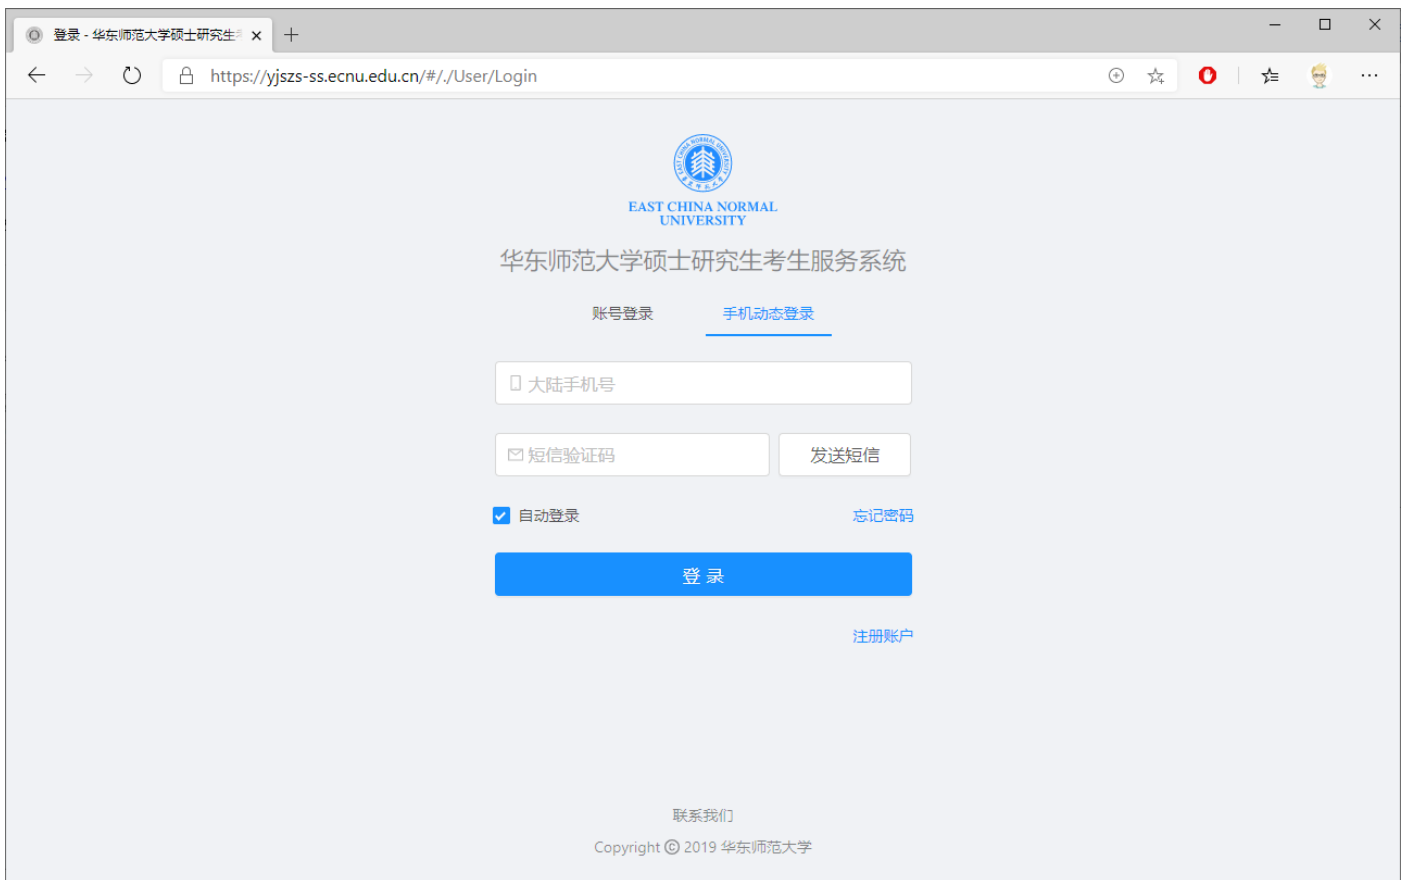 登录 - 华东师范大学硕士研究生
https://yjszs-ss.ecnu.edu.cn/#/./User/Login
EAST CHINA NORMAL
UNIVERSITY
华东师范大学硕士研究生考生服务系统
账号登录 手机动态登录
大陆手机号
短信验证码 发送短信
自动登录 忘记密码
登 录
注册账户
联系我们
Copyright © 2019 华东师范大学